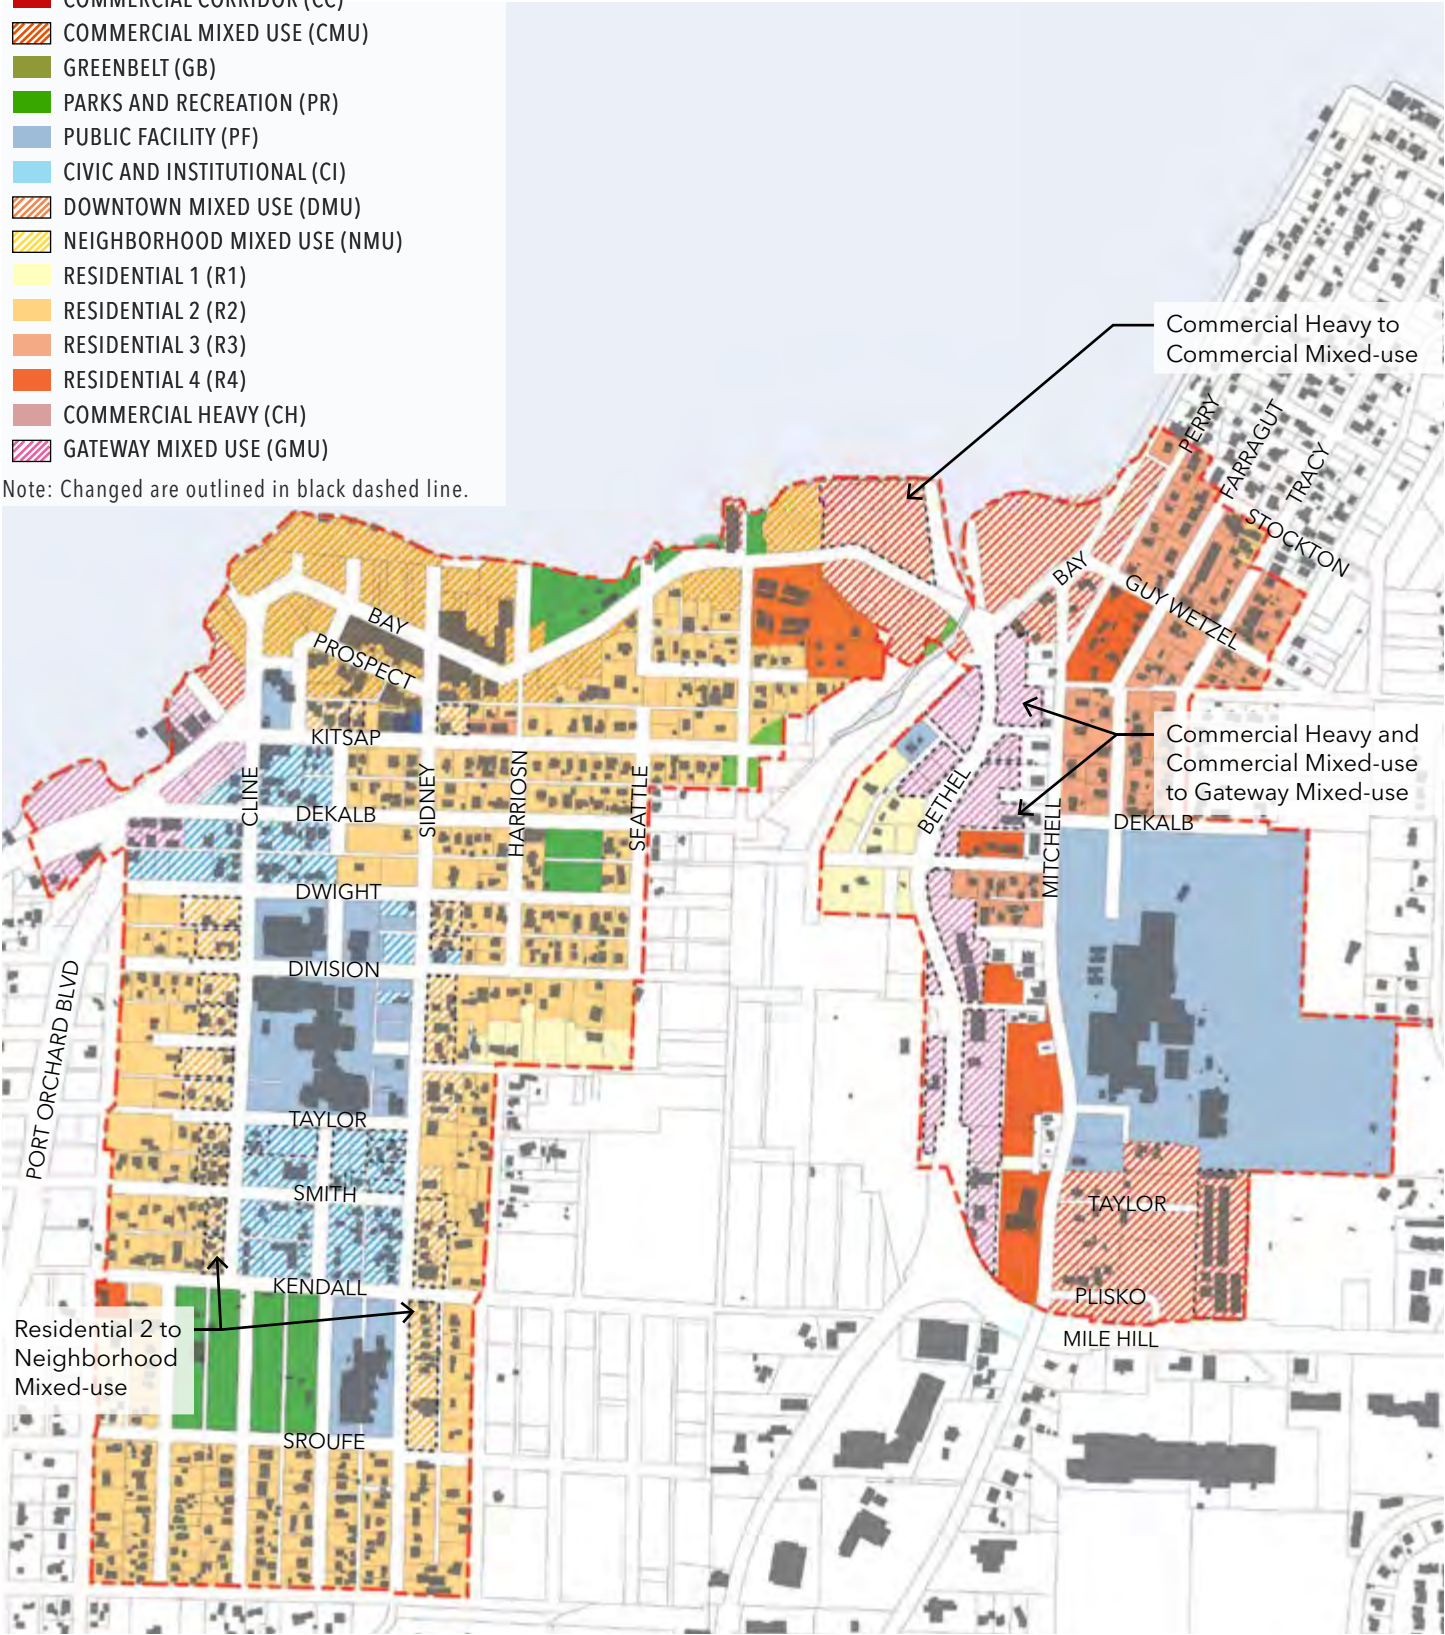 COMMERCIAL CORRIDOR (CC)
COMMERCIAL MIXED USE (CMU)
GREENBELT (GB)
PARKS AND RECREATION (PR)
PUBLIC FACILITY (PF)
CIVIC AND INSTITUTIONAL (CI)
DOWNTOWN MIXED USE (DMU)
NEIGHBORHOOD MIXED USE (NMU)
RESIDENTIAL 1 (R1)
RESIDENTIAL 2 (R2)
RESIDENTIAL 3 (R3)
RESIDENTIAL 4 (R4)
COMMERCIAL HEAVY (CH)
GATEWAY MIXED USE (GMU)
Note: Changed are outlined in black dashed line.
Commercial Heavy to
Commercial Mixed-use
PERRY
FARRAGUT
TRACY
STOCKTON
BAY
GUY WETZEL
BAY
PROSPECT
KITSAP
Commercial Heavy and
Commercial Mixed-use
to Gateway Mixed-use
CLINE
SIDNEY
HARRIOSN
SEATTLE
BETHEL
MITCHELL
DEKALB
DEKALB
DWIGHT
DIVISION
PORT ORCHARD BLVD
TAYLOR
SMITH
TAYLOR
KENDALL
PLISKO
MILE HILL
Residential 2 to
Neighborhood
Mixed-use
SROUFE